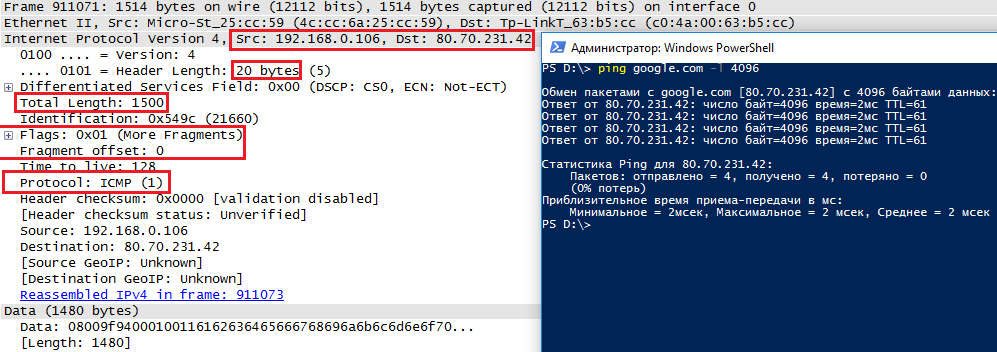 Frame 911071: 1514 bytes on wire (12112 bits), 1514 bytes captured (12112 bits) on interface 0
Ethernet II, Src: Micro-St_25:cc:59 (4c:cc:6a:25:cc:59), Dst: Tp-LinkT_63:b5:cc (c0:4a:00:63:b5:cc)
Internet Protocol Version 4, Src: 192.168.0.106, Dst: 80.70.231.42
0100 .... = Version: 4
.... 0101 = Header Length: 20 bytes (5)
Differentiated Services Field: 0x00 (DSCP: CS0, ECN: Not-ECT)
Total Length: 1500
Identification: 0x549c (21660)
Flags: 0x01 (More Fragments)
Fragment offset: 0
Time to live: 128
Protocol: ICMP (1)
Header checksum: 0x0000 [validation disabled]
[Header checksum status: Unverified]
Source: 192.168.0.106
Destination: 80.70.231.42
[Source GeoIP: Unknown]
[Destination GeoIP: Unknown]
Reassembled IPv4 in frame: 911073
Data (1480 bytes)
Data: 08009f94000100116162636465666768696a6b6c6d6e6f70...
[Length: 1480]
Администратор: Windows PowerShell
PS D:\> ping google.com -l 4096
Обмен пакетами с google.com [80.70.231.42] с 4096 байтами данных:
Ответ от 80.70.231.42: число байт=4096 время=2мс TTL=61
Ответ от 80.70.231.42: число байт=4096 время=2мс TTL=61
Ответ от 80.70.231.42: число байт=4096 время=2мс TTL=61
Ответ от 80.70.231.42: число байт=4096 время=2мс TTL=61
Статистика Ping для 80.70.231.42:
Пакетов: отправлено = 4, получено = 4, потеряно = 0
(0% потерь)
Приблизительное время приема-передачи в мс:
Минимальное = 2мсек, Максимальное = 2 мсек, Среднее = 2 мсек
PS D:\>